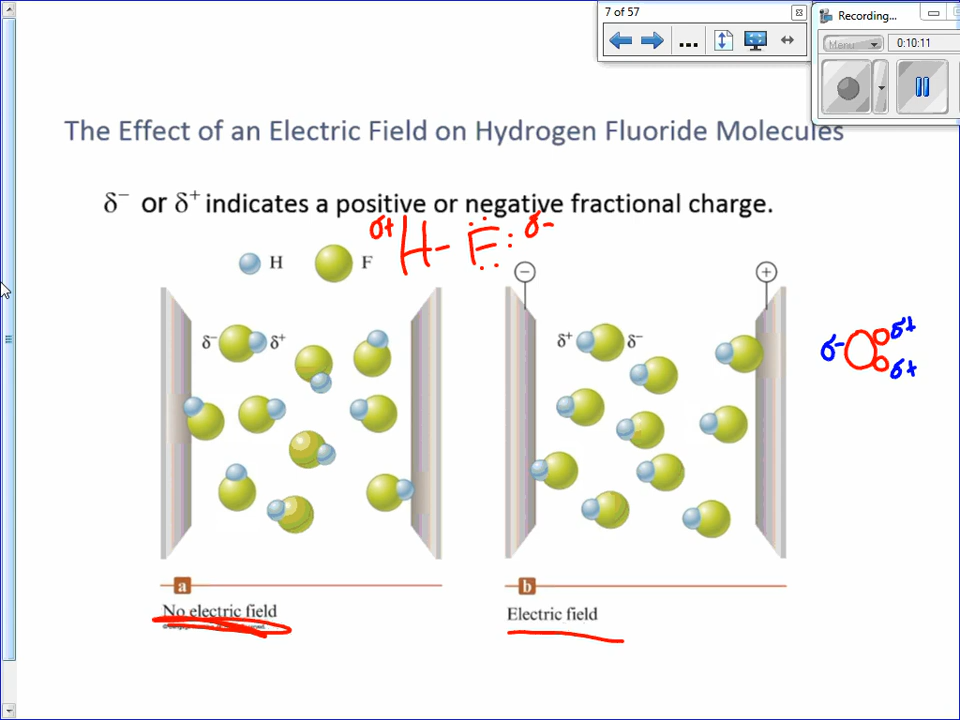 7 of 57
Recording...
Menu
0:10:11
The Effect of an Electric Field on Hydrogen Fluoride Molecules
δ⁻ or δ⁺ indicates a positive or negative fractional charge.
δ+ H - F δ-
H F
− +
δ⁻ δ⁺ δ⁺ δ⁻
δ- δ+
δ+
a b
No electric field Electric field